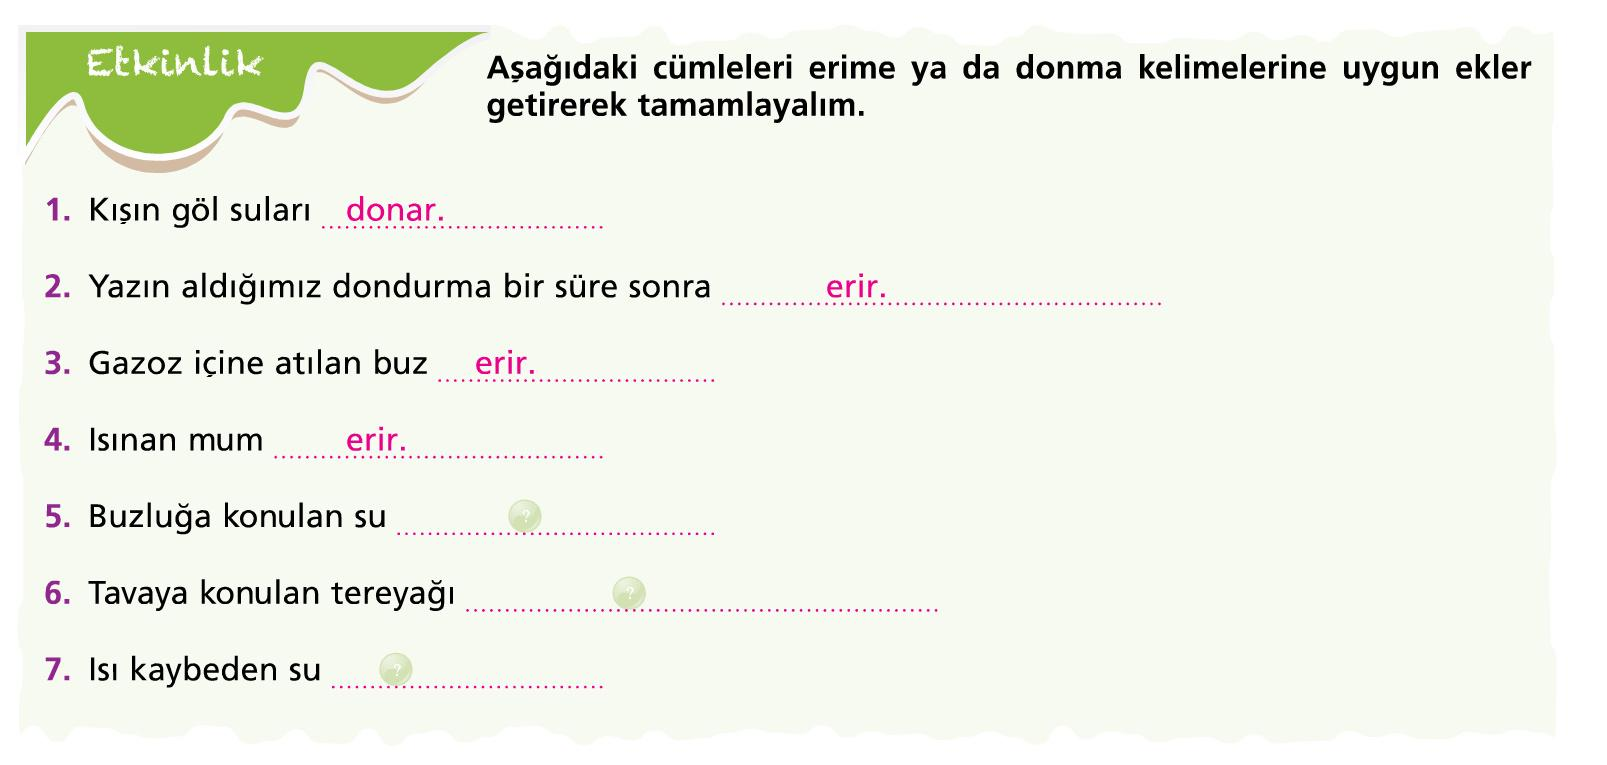 Etkinlik
Aşağıdaki cümleleri erime ya da donma kelimelerine uygun ekler
getirerek tamamlayalım.
1. Kışın göl suları donar.
2. Yazın aldığımız dondurma bir süre sonra erir.
3. Gazoz içine atılan buz erir.
4. Isınan mum erir.
5. Buzluğa konulan su ?
6. Tavaya konulan tereyağı ?
7. Isı kaybeden su ?